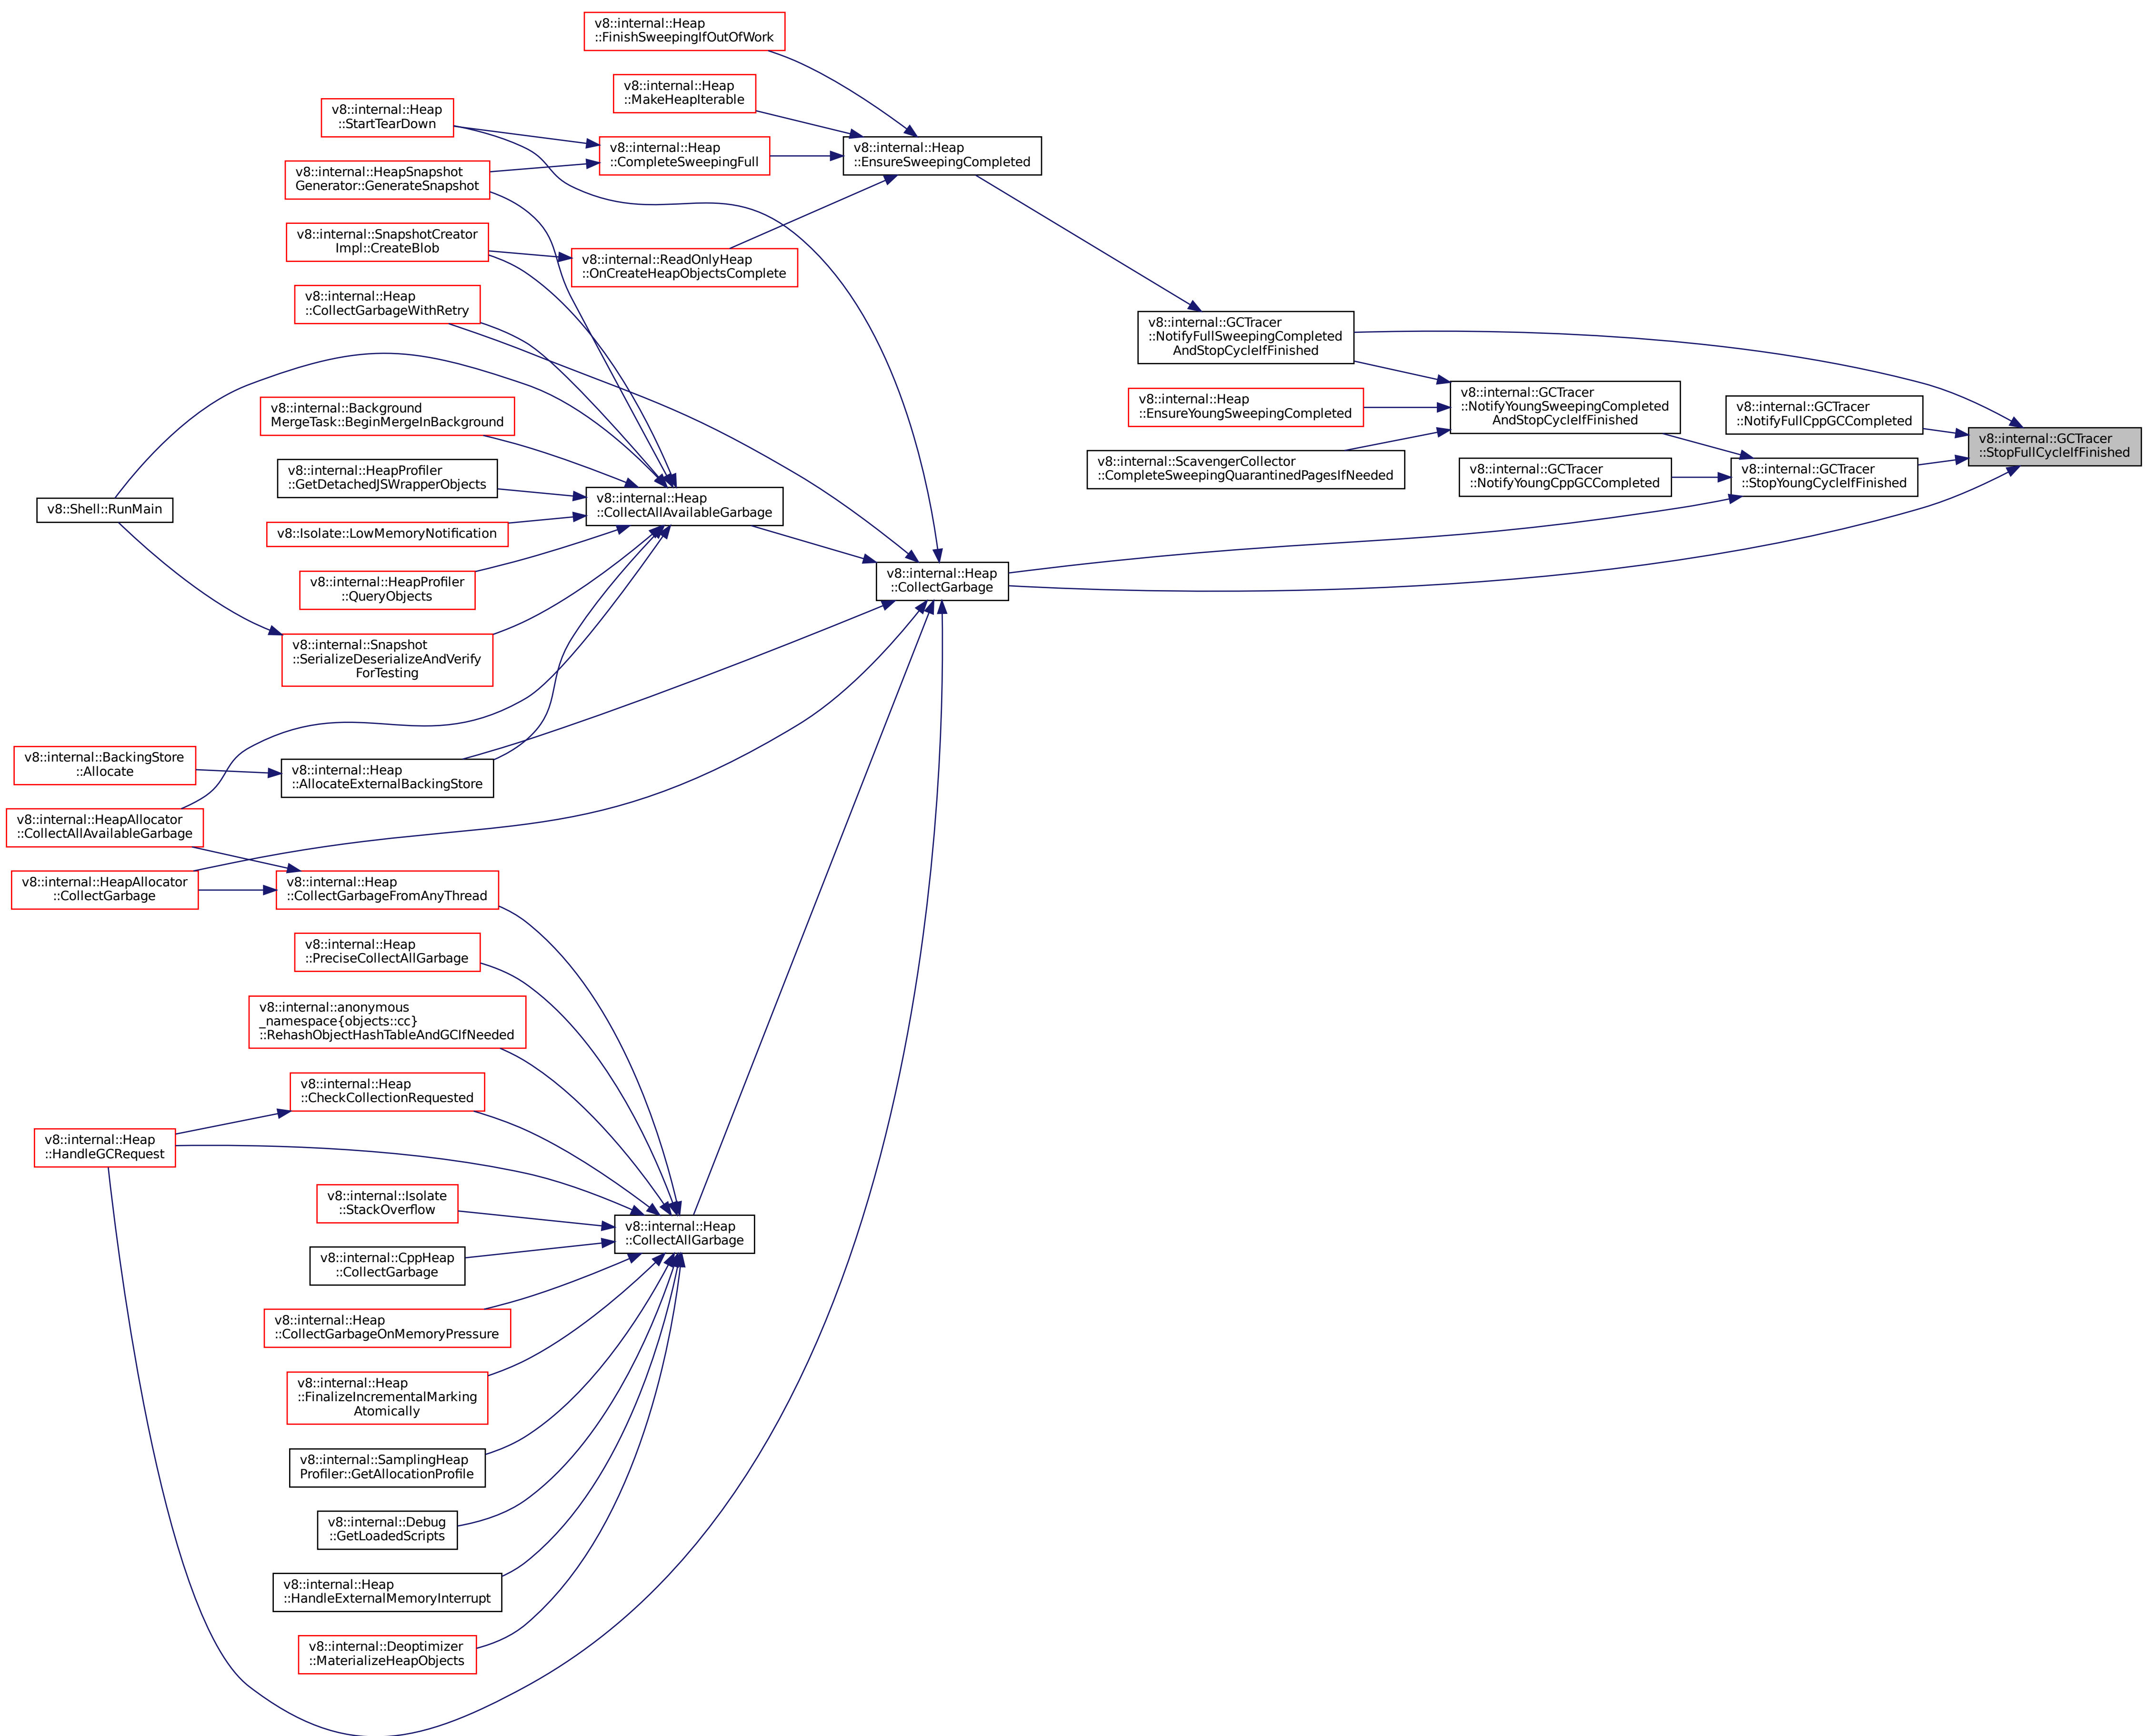 v8::internal::Heap
::FinishSweepingIfOutOfWork
v8::internal::Heap
::MakeHeapIterable
v8::internal::Heap
::StartTearDown
v8::internal::Heap
::CompleteSweepingFull
v8::internal::Heap
::EnsureSweepingCompleted
v8::internal::HeapSnapshot
Generator::GenerateSnapshot
v8::internal::SnapshotCreator
Impl::CreateBlob
v8::internal::ReadOnlyHeap
::OnCreateHeapObjectsComplete
v8::internal::Heap
::CollectGarbageWithRetry
v8::internal::GCTracer
::NotifyFullSweepingCompleted
AndStopCycleIfFinished
v8::internal::Background
MergeTask::BeginMergeInBackground
v8::internal::Heap
::EnsureYoungSweepingCompleted
v8::internal::GCTracer
::NotifyYoungSweepingCompleted
AndStopCycleIfFinished
v8::internal::GCTracer
::NotifyFullCppGCCompleted
v8::internal::GCTracer
::StopFullCycleIfFinished
v8::internal::HeapProfiler
::GetDetachedJSWrapperObjects
v8::internal::ScavengerCollector
::CompleteSweepingQuarantinedPagesIfNeeded
v8::internal::GCTracer
::NotifyYoungCppGCCompleted
v8::internal::GCTracer
::StopYoungCycleIfFinished
v8::Shell::RunMain
v8::internal::Heap
::CollectAllAvailableGarbage
v8::Isolate::LowMemoryNotification
v8::internal::HeapProfiler
::QueryObjects
v8::internal::Heap
::CollectGarbage
v8::internal::Snapshot
::SerializeDeserializeAndVerify
ForTesting
v8::internal::BackingStore
::Allocate
v8::internal::Heap
::AllocateExternalBackingStore
v8::internal::HeapAllocator
::CollectAllAvailableGarbage
v8::internal::HeapAllocator
::CollectGarbage
v8::internal::Heap
::CollectGarbageFromAnyThread
v8::internal::Heap
::PreciseCollectAllGarbage
v8::internal::anonymous
_namespace{objects::cc}
::RehashObjectHashTableAndGCIfNeeded
v8::internal::Heap
::CheckCollectionRequested
v8::internal::Heap
::HandleGCRequest
v8::internal::Isolate
::StackOverflow
v8::internal::Heap
::CollectAllGarbage
v8::internal::CppHeap
::CollectGarbage
v8::internal::Heap
::CollectGarbageOnMemoryPressure
v8::internal::Heap
::FinalizeIncrementalMarking
Atomically
v8::internal::SamplingHeap
Profiler::GetAllocationProfile
v8::internal::Debug
::GetLoadedScripts
v8::internal::Heap
::HandleExternalMemoryInterrupt
v8::internal::Deoptimizer
::MaterializeHeapObjects